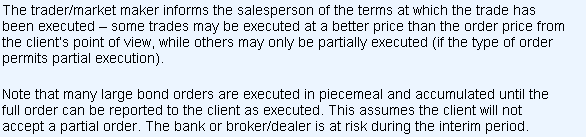 The trader/market maker informs the salesperson of the terms at which the trade has
been executed – some trades may be executed at a better price than the order price from
the client's point of view, while others may only be partially executed (if the type of order
permits partial execution).
Note that many large bond orders are executed in piecemeal and accumulated until the
full order can be reported to the client as executed. This assumes the client will not
accept a partial order. The bank or broker/dealer is at risk during the interim period.